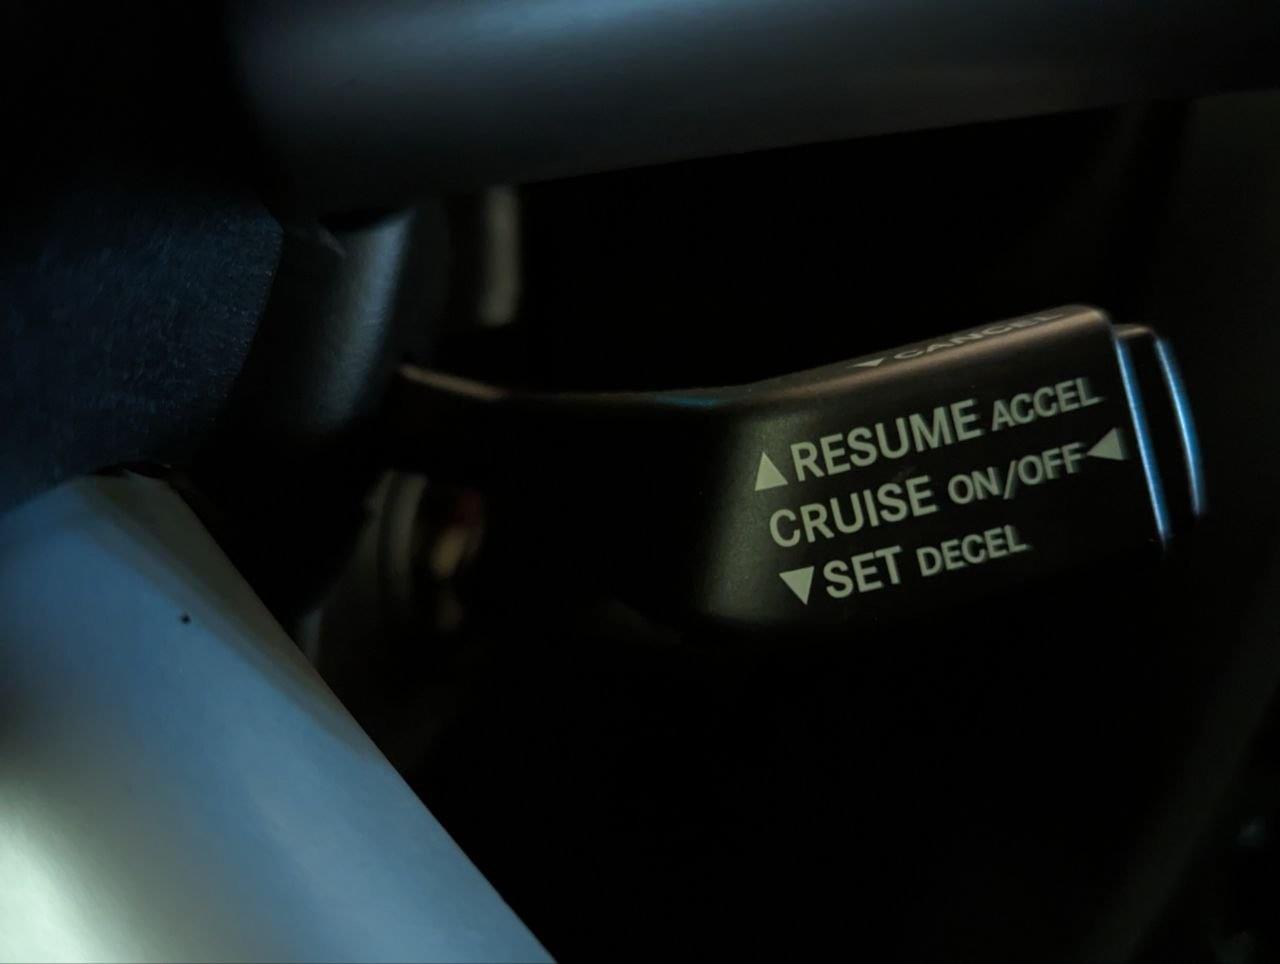 ▼ CANCEL
▲RESUME ACCEL
CRUISE ON/OFF◀
▼SET DECEL